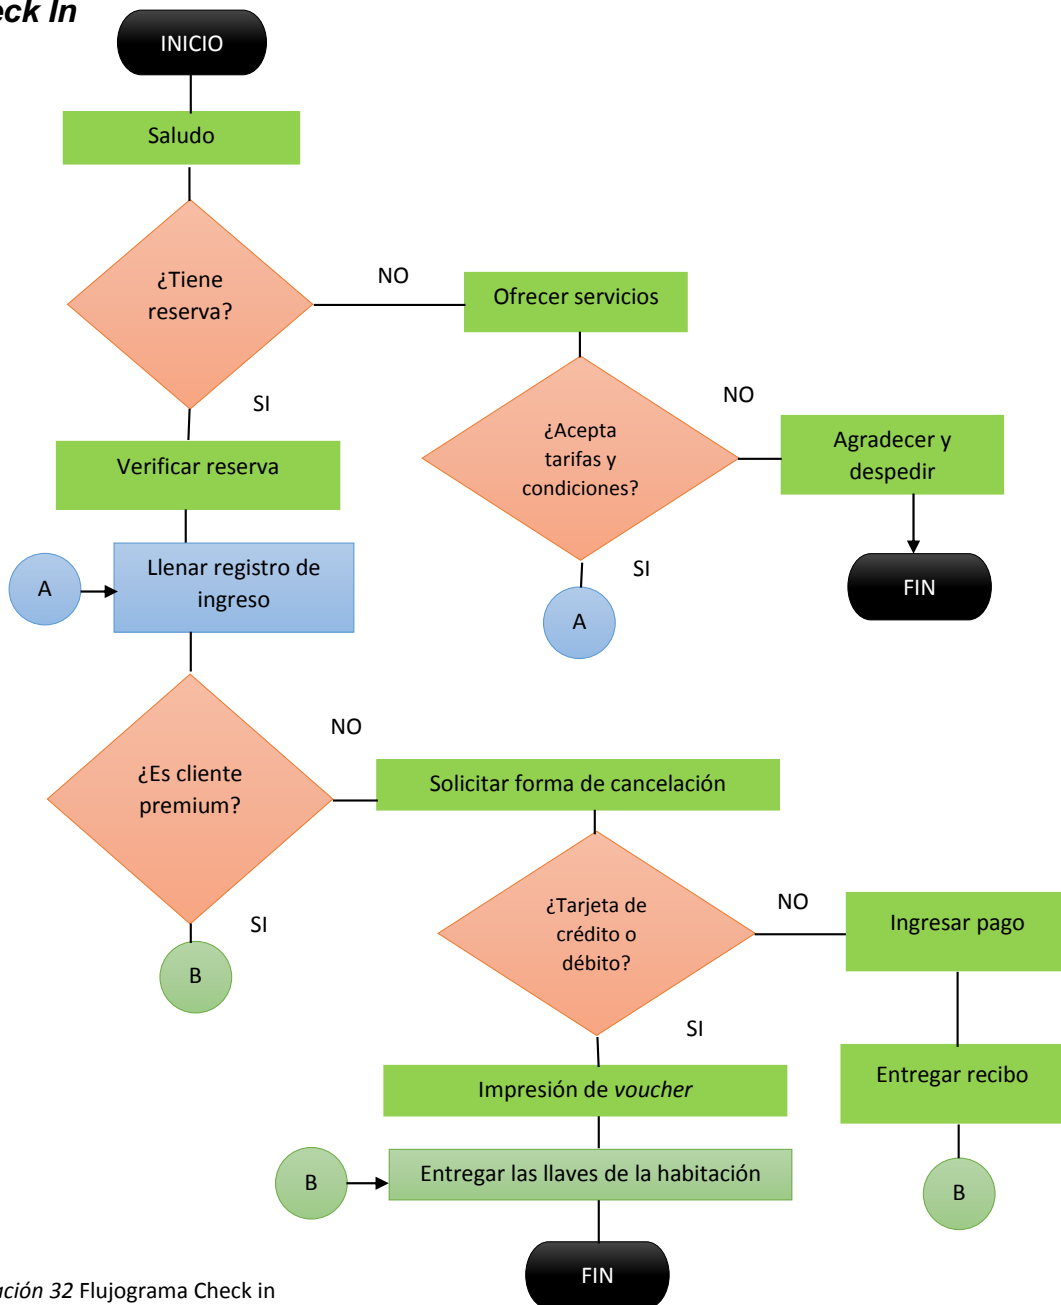 eck In
INICIO
Saludo
¿Tiene
reserva?
NO
Ofrecer servicios
SI
¿Acepta
tarifas y
condiciones?
NO
Agradecer y
despedir
Verificar reserva
SI
FIN
A
Llenar registro de
ingreso
A
¿Es cliente
premium?
NO
Solicitar forma de cancelación
SI
B
¿Tarjeta de
crédito o
débito?
NO
Ingresar pago
SI
Entregar recibo
Impresión de voucher
B
Entregar las llaves de la habitación
B
FIN
ación 32 Flujograma Check in